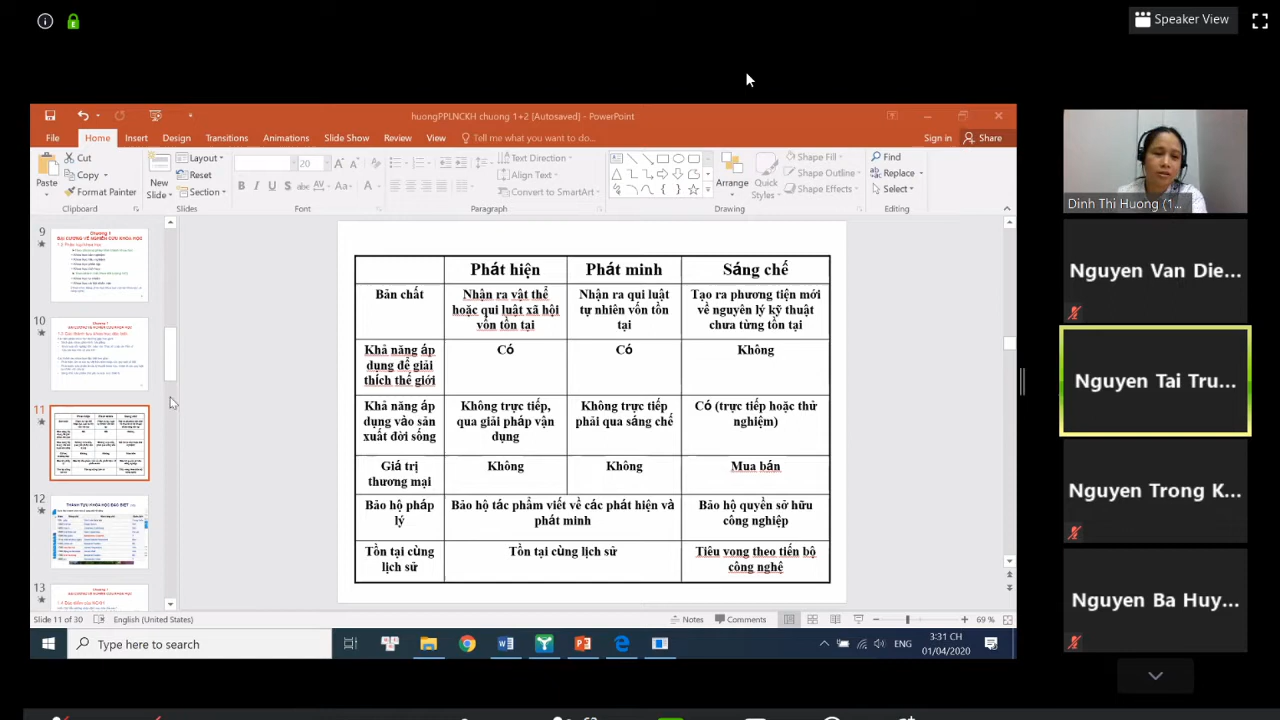 Speaker View
huongPPLNCKH chuong 1+2 [Autosaved] - PowerPoint
File Home Insert Design Transitions Animations Slide Show Review View Tell me what you want to do... Sign in Share
Paste
Cut
Copy
Format Painter
Clipboard
New Slide
Layout
Reset
Section
Slides
20
B I U S abc AV Aa A
Font
Text Direction
Align Text
Convert to SmartArt
Paragraph
Arrange
Quick Styles
Shape Fill
Shape Outline
Shape Effects
Drawing
Find
Replace
Select
Editing
9
10
11
12
THÀNH TỰU KHOA HỌC ĐẶC BIỆT
13
Phát hiện Phát minh Sáng chế
Bản chất
Nhận ra vật thể
hoặc qui luật xã hội
vốn tồn tại
Nhận ra qui luật
tự nhiên vốn tồn
tại
Tạo ra phương tiện mới
về nguyên lý kỹ thuật
chưa từng có
Khả năng áp
dụng để giải
thích thế giới
Có
Có
Không
Khả năng áp
dụng vào sản
xuất đời sống
Không trực tiếp,
qua giải pháp vận
dụng
Không trực tiếp
phải qua sáng chế
Có (trực tiếp hoặc thử
nghiệm)
Giá trị
thương mại
Không
Không
Mua bán
Bảo hộ pháp
lý
Bảo hộ tác phẩm viết về các phát hiện và
phát minh
Bảo hộ quyền sở hữu
công nghiệp
Tồn tại cùng
lịch sử
Tồn tại cùng lịch sử
Tiêu vong theo tiến bộ
công nghệ
Slide 11 of 30 English (United States) Notes Comments 69 %
Type here to search
ENG
3:31 CH
01/04/2020
Dinh Thi Huong (1...
Nguyen Van Die...
Nguyen Tai Tru...
Nguyen Trong K...
Nguyen Ba Huy...